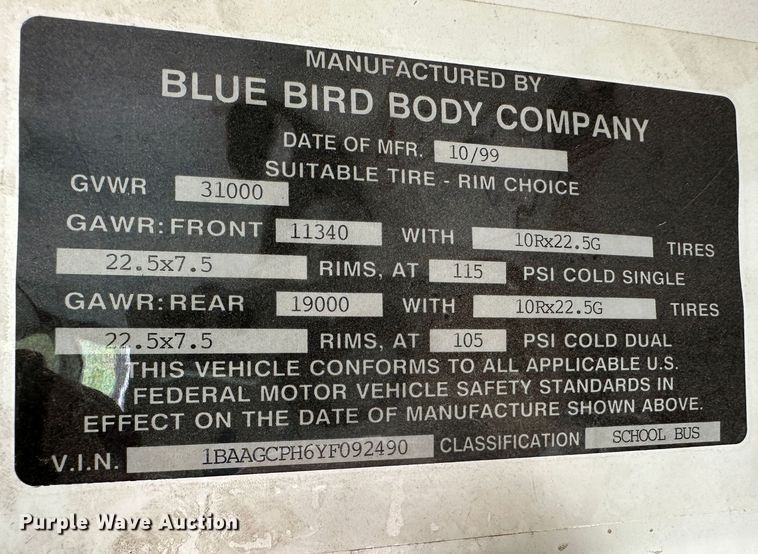 MANUFACTURED BY
BLUE BIRD BODY COMPANY
DATE OF MFR. 10/99
SUITABLE TIRE - RIM CHOICE
GVWR 31000
GAWR: FRONT 11340 WITH 10Rx22.5G TIRES
22.5x7.5 RIMS, AT 115 PSI COLD SINGLE
GAWR: REAR 19000 WITH 10Rx22.5G TIRES
22.5x7.5 RIMS, AT 105 PSI COLD DUAL
THIS VEHICLE CONFORMS TO ALL APPLICABLE U.S.
FEDERAL MOTOR VEHICLE SAFETY STANDARDS IN
EFFECT ON THE DATE OF MANUFACTURE SHOWN ABOVE.
V.I.N. 1BAAGCPH6YF092490 CLASSIFICATION SCHOOL BUS
Purple Wave Auction